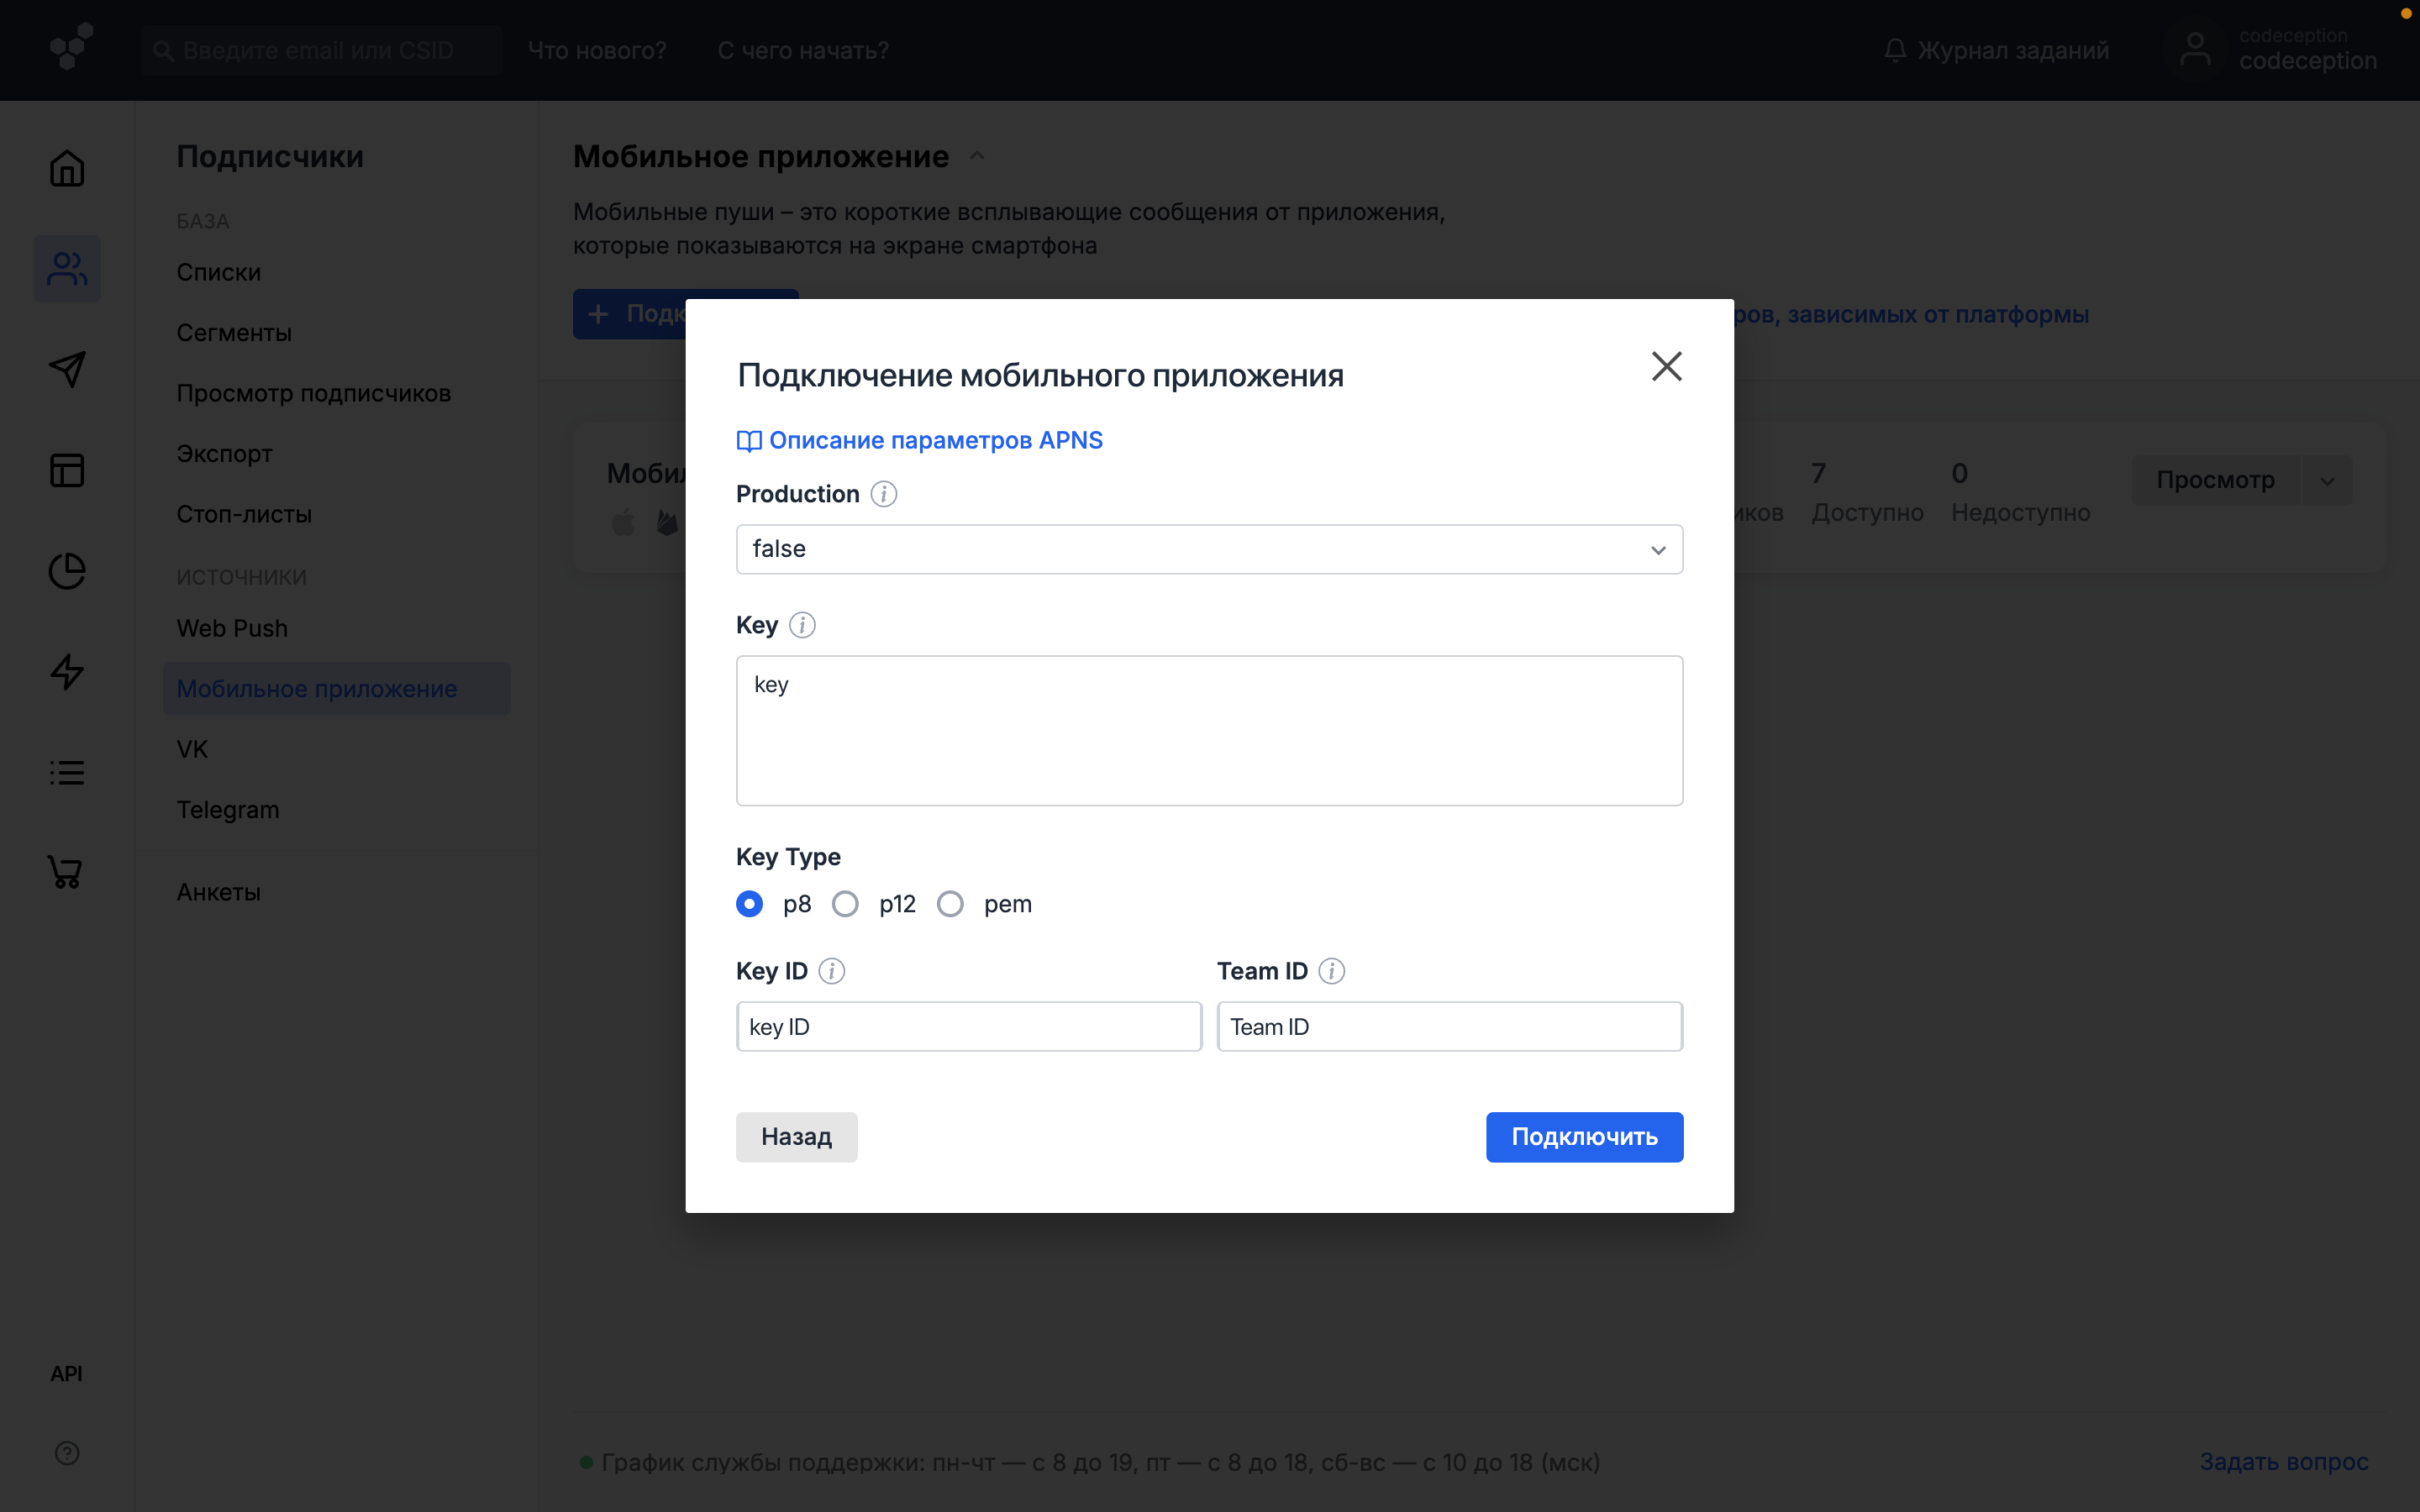 Введите email или CSID
Что нового?
С чего начать?
Журнал заданий
codeception
codeception
Подписчики
БАЗА
Списки
Сегменты
Просмотр подписчиков
Экспорт
Стоп-листы
ИСТОЧНИКИ
Web Push
Мобильное приложение
VK
Telegram
Анкеты
API
Мобильное приложение
Мобильные пуши – это короткие всплывающие сообщения от приложения,
которые показываются на экране смартфона
зависимых от платформы
7
0
Доступно
Недоступно
Просмотр
Подключение мобильного приложения
Описание параметров APNS
Production
false
Key
key
Key Type
p8
p12
pem
Key ID
Team ID
key ID
Team ID
Назад
Подключить
График службы поддержки: пн-чт — с 8 до 19, пт — с 8 до 18, сб-вс — с 10 до 18 (мск)
Задать вопрос